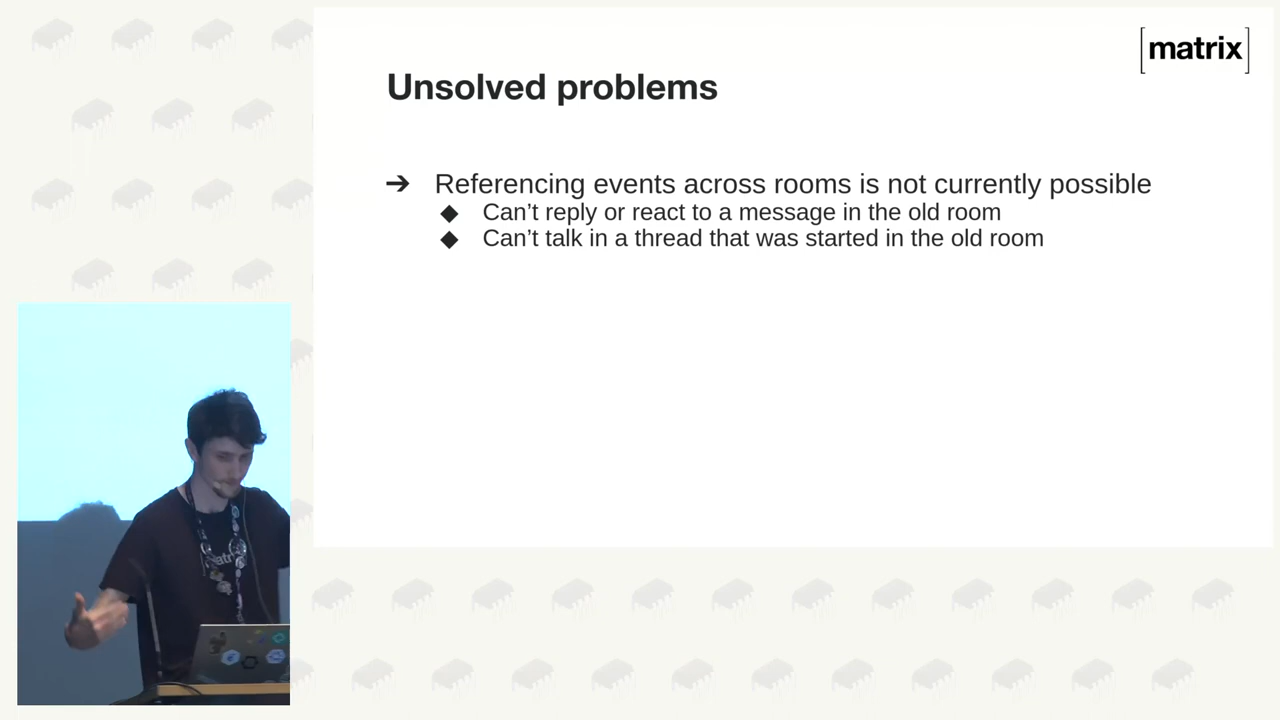 [matrix]
Unsolved problems
➔ Referencing events across rooms is not currently possible
◆ Can’t reply or react to a message in the old room
◆ Can’t talk in a thread that was started in the old room